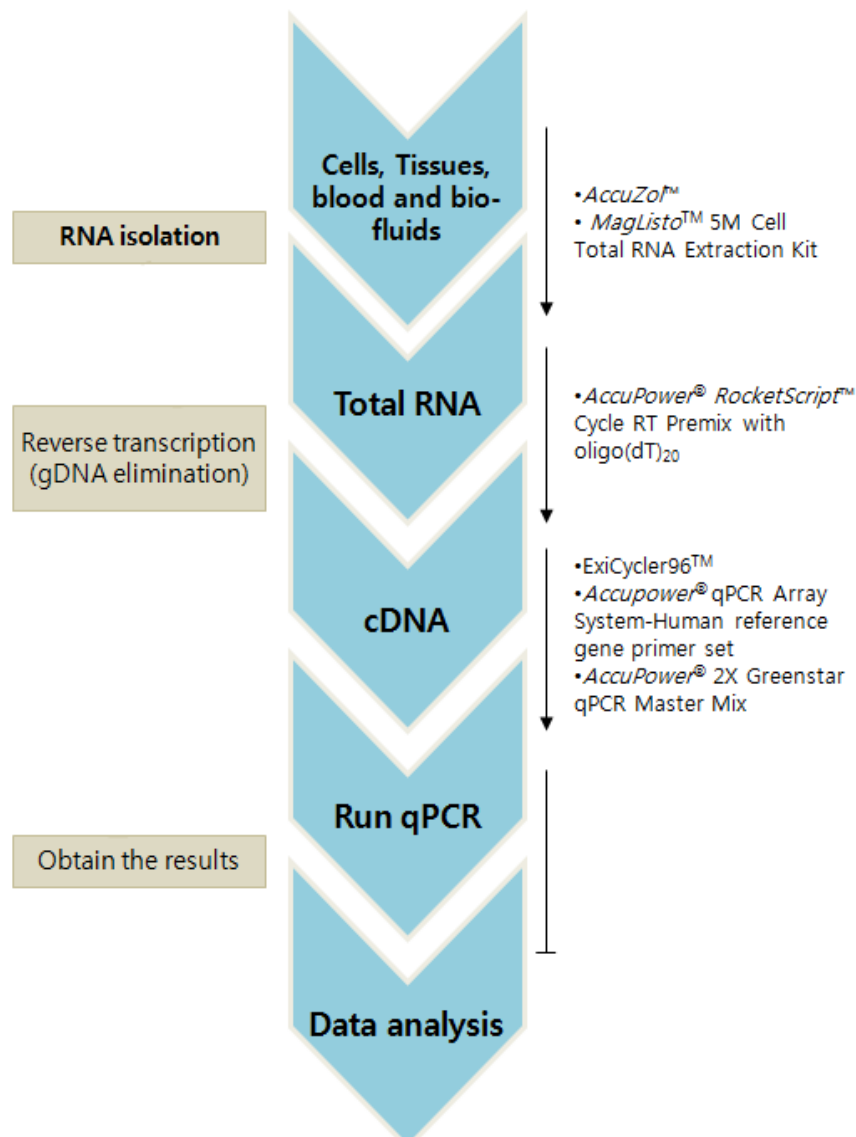 Cells, Tissues,
blood and bio-
fluids
RNA isolation
•AccuZol™
• MagListo™ 5M Cell
Total RNA Extraction Kit
Total RNA
Reverse transcription
(gDNA elimination)
•AccuPower® RocketScript™
Cycle RT Premix with
oligo(dT)₂₀
cDNA
•ExiCycler96™
•Accupower® qPCR Array
System-Human reference
gene primer set
•AccuPower® 2X Greenstar
qPCR Master Mix
Run qPCR
Obtain the results
Data analysis